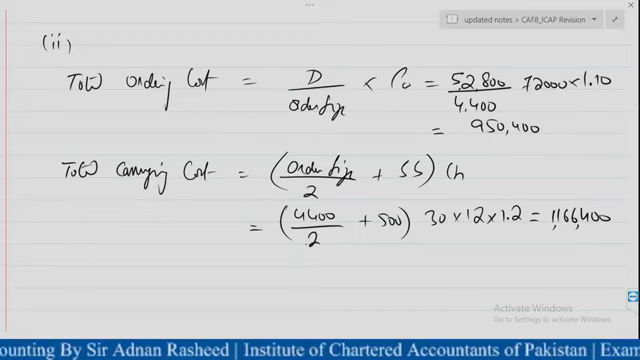 updated notes > CAF8_ICAP Revision
(ii)
Total Ordering Cost = D / Order size × Co = 52,800 / 4,400 × 72000 × 1.10
= 950,400
Total Carrying Cost = (Order size / 2 + SS) Ch
= (4400 / 2 + 500) 30 × 12 × 1.2 = 1,166,400
Activate Windows
Go to Settings to activate Windows.
ounting By Sir Adnan Rasheed | Institute of Chartered Accountants of Pakistan | Exam